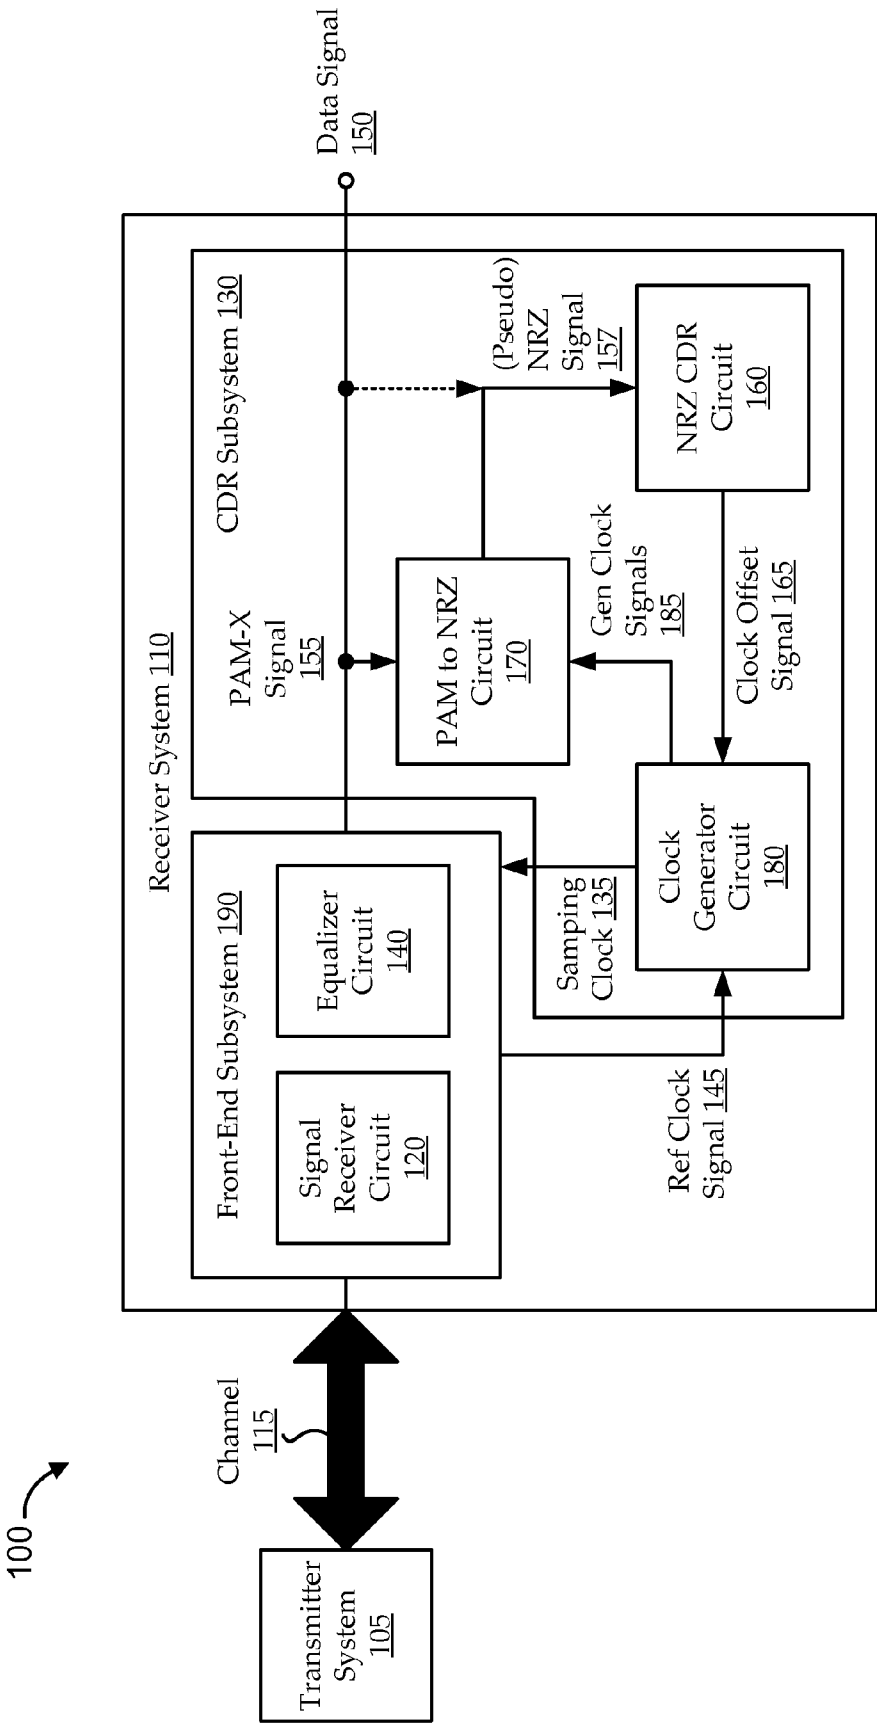 100
Transmitter
System
105
Channel
115
Receiver System 110
Front-End Subsystem 190
Signal
Receiver
Circuit
120
Equalizer
Circuit
140
Ref Clock
Signal 145
Samping
Clock 135
CDR Subsystem 130
PAM-X
Signal
155
PAM to NRZ
Circuit
170
Gen Clock
Signals
185
Clock
Generator
Circuit
180
Clock Offset
Signal 165
(Pseudo)
NRZ
Signal
157
NRZ CDR
Circuit
160
Data Signal
150